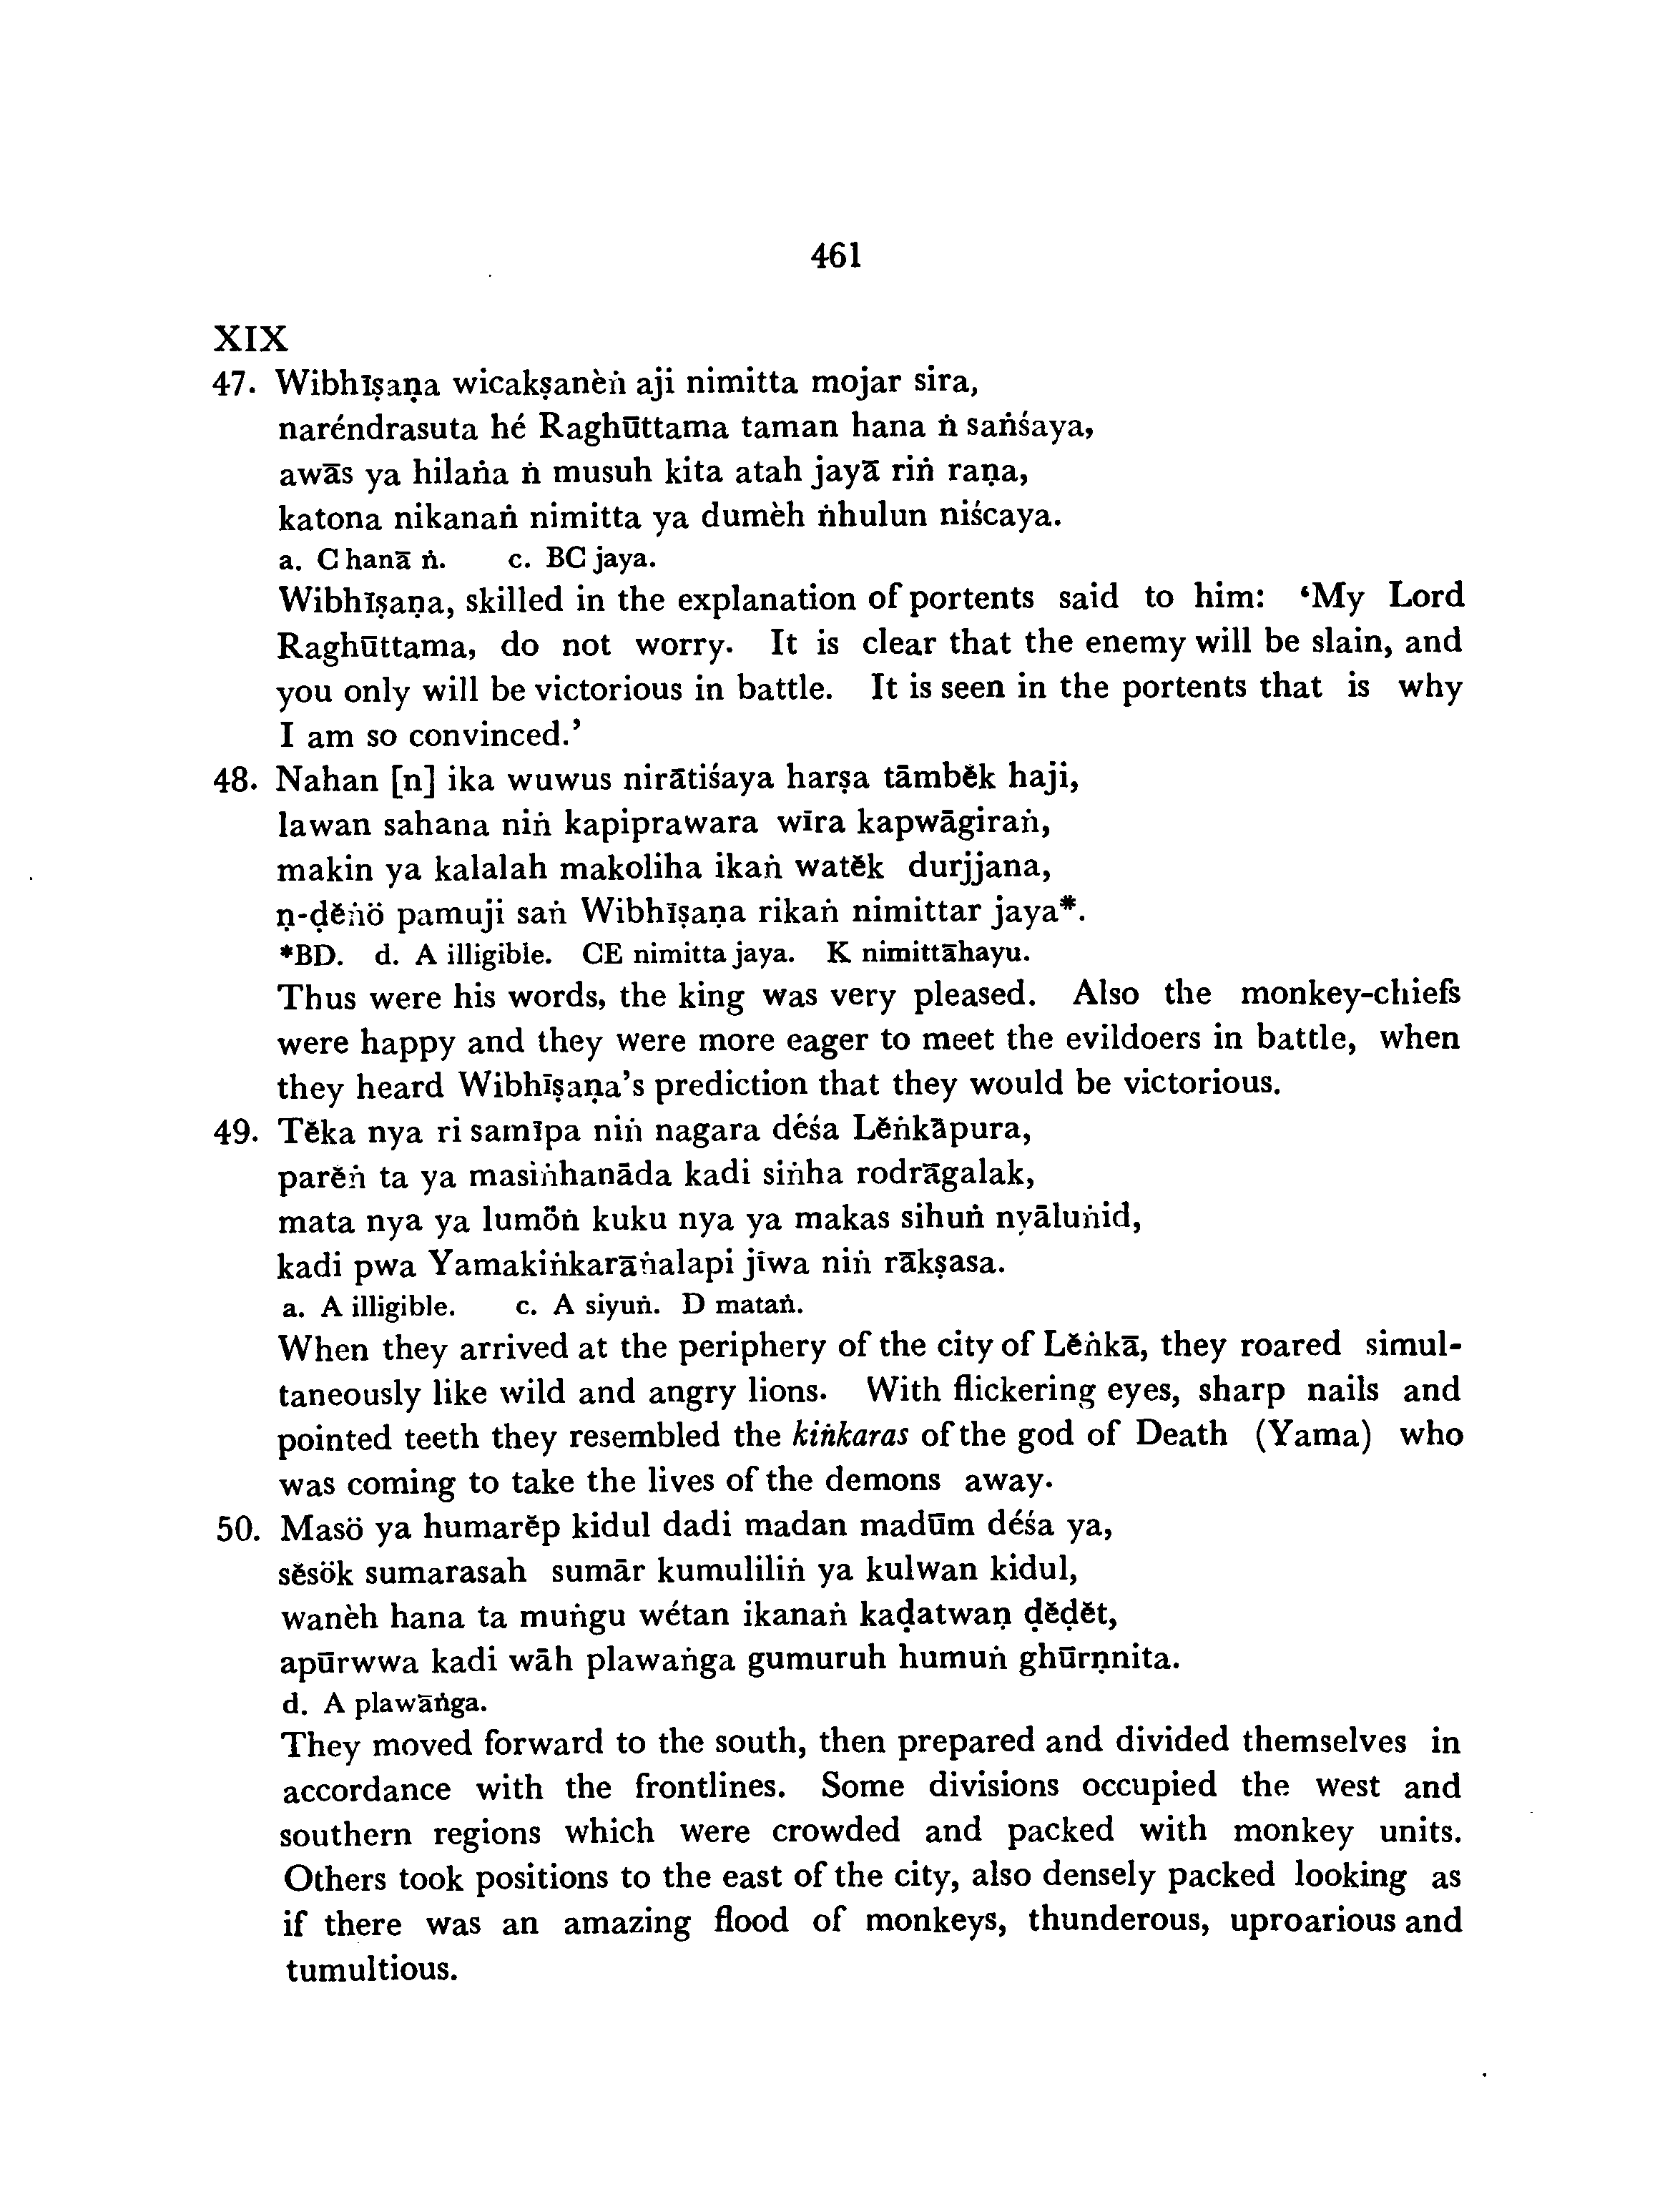 461
XIX
47. Wibhīṣaṇa wicakṣanèṅ aji nimitta mojar sira,
naréndrasuta hé Raghūttama taman hana ṅ saṅśaya,
awās ya hilaṅa ṅ musuh kita atah jayā riṅ raṇa,
katona nikanaṅ nimitta ya dumèh ṅhulun niścaya.
a. C hanā ṅ. c. BC jaya.
Wibhīṣaṇa, skilled in the explanation of portents said to him: ‘My Lord
Raghūttama, do not worry. It is clear that the enemy will be slain, and
you only will be victorious in battle. It is seen in the portents that is why
I am so convinced.’
48. Nahan [n] ika wuwus nirātiśaya harṣa tāmbĕk haji,
lawan sahana niṅ kapiprawara wīra kapwāgiraṅ,
makin ya kalalah makoliha ikaṅ watĕk durjjana,
ṇ-ḍĕṅö pamuji saṅ Wibhīṣaṇa rikaṅ nimittar jaya*.
*BD. d. A illigible. CE nimitta jaya. K nimittāhayu.
Thus were his words, the king was very pleased. Also the monkey-chiefs
were happy and they were more eager to meet the evildoers in battle, when
they heard Wibhīṣaṇa’s prediction that they would be victorious.
49. Tĕka nya ri samīpa niṅ nagara déśa Lĕṅkāpura,
parĕṅ ta ya masiṅhanāda kadi siṅha rodrāgalak,
mata nya ya lumöṅ kuku nya ya makas sihuṅ nyāluṅid,
kadi pwa Yamakiṅkarāṅalapi jīwa niṅ rākṣasa.
a. A illigible. c. A siyuṅ. D mataṅ.
When they arrived at the periphery of the city of Lĕṅkā, they roared simul-
taneously like wild and angry lions. With flickering eyes, sharp nails and
pointed teeth they resembled the kiṅkaras of the god of Death (Yama) who
was coming to take the lives of the demons away.
50. Masö ya humarĕp kidul dadi madan madūm déśa ya,
sĕsök sumarasah sumār kumuliliṅ ya kulwan kidul,
wanèh hana ta muṅgu wétan ikanaṅ kaḍatwaṇ ḍĕḍĕt,
apūrwwa kadi wāh plawaṅga gumuruh humuṅ ghūrṇnita.
d. A plawāṅga.
They moved forward to the south, then prepared and divided themselves in
accordance with the frontlines. Some divisions occupied the west and
southern regions which were crowded and packed with monkey units.
Others took positions to the east of the city, also densely packed looking as
if there was an amazing flood of monkeys, thunderous, uproarious and
tumultious.